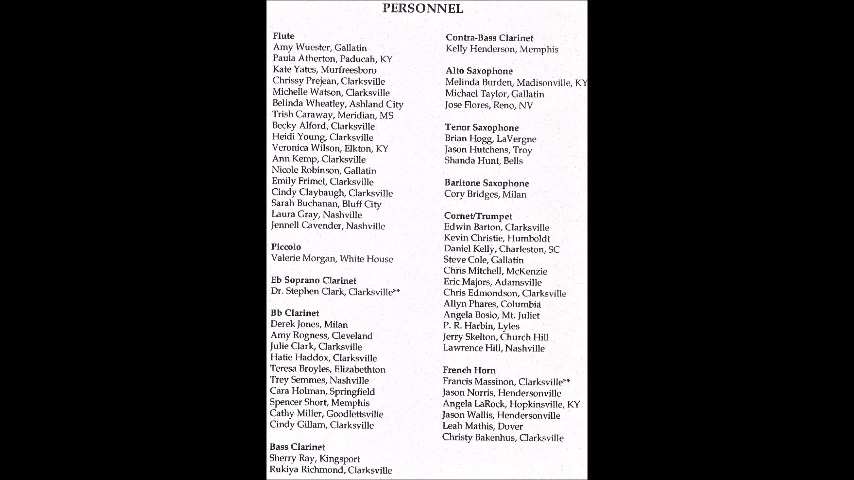 PERSONNEL
Flute
Amy Wuester, Gallatin
Paula Atherton, Paducah, KY
Kate Yates, Murfreesboro
Chrissy Prejean, Clarksville
Michelle Watson, Clarksville
Belinda Wheatley, Ashland City
Trish Caraway, Meridian, MS
Becky Alford, Clarksville
Heidi Young, Clarksville
Veronica Wilson, Elkton, KY
Ann Kemp, Clarksville
Nicole Robinson, Gallatin
Emily Frimel, Clarksville
Cindy Claybaugh, Clarksville
Sarah Buchanan, Bluff City
Laura Gray, Nashville
Jennell Cavender, Nashville
Piccolo
Valerie Morgan, White House
Eb Soprano Clarinet
Dr. Stephen Clark, Clarksville**
Bb Clarinet
Derek Jones, Milan
Amy Rogness, Cleveland
Julie Clark, Clarksville
Hatie Haddox, Clarksville
Teresa Broyles, Elizabethton
Trey Semmes, Nashville
Cara Holman, Springfield
Spencer Short, Memphis
Cathy Miller, Goodlettsville
Cindy Gillam, Clarksville
Bass Clarinet
Sherry Ray, Kingsport
Rukiya Richmond, Clarksville
Contra-Bass Clarinet
Kelly Henderson, Memphis
Alto Saxophone
Melinda Burden, Madisonville, KY
Michael Taylor, Gallatin
Jose Flores, Reno, NV
Tenor Saxophone
Brian Hogg, LaVergne
Jason Hutchens, Troy
Shanda Hunt, Bells
Baritone Saxophone
Cory Bridges, Milan
Cornet/Trumpet
Edwin Barton, Clarksville
Kevin Christie, Humboldt
Daniel Kelly, Charleston, SC
Steve Cole, Gallatin
Chris Mitchell, McKenzie
Eric Majors, Adamsville
Chris Edmondson, Clarksville
Allyn Phares, Columbia
Angela Bosio, Mt. Juliet
P. R. Harbin, Lyles
Jerry Skelton, Church Hill
Lawrence Hill, Nashville
French Horn
Francis Massinon, Clarksville**
Jason Norris, Hendersonville
Angela LaRock, Hopkinsville, KY
Jason Wallis, Hendersonville
Leah Mathis, Dover
Christy Bakenhus, Clarksville